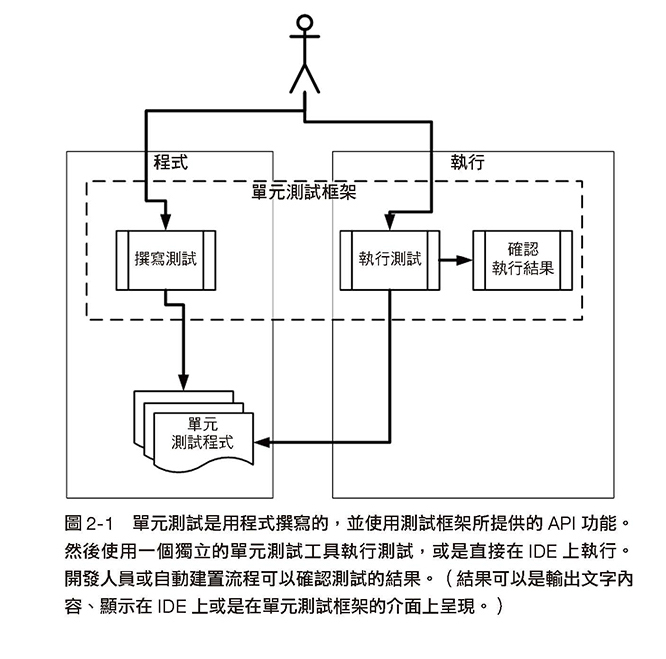 程式
執行
單元測試框架
撰寫測試
執行測試
確認
執行結果
單元
測試程式
圖 2-1　單元測試是用程式撰寫的，並使用測試框架所提供的 API 功能。
然後使用一個獨立的單元測試工具執行測試，或是直接在 IDE 上執行。
開發人員或自動建置流程可以確認測試的結果。（結果可以是輸出文字內
容、顯示在 IDE 上或是在單元測試框架的介面上呈現。）